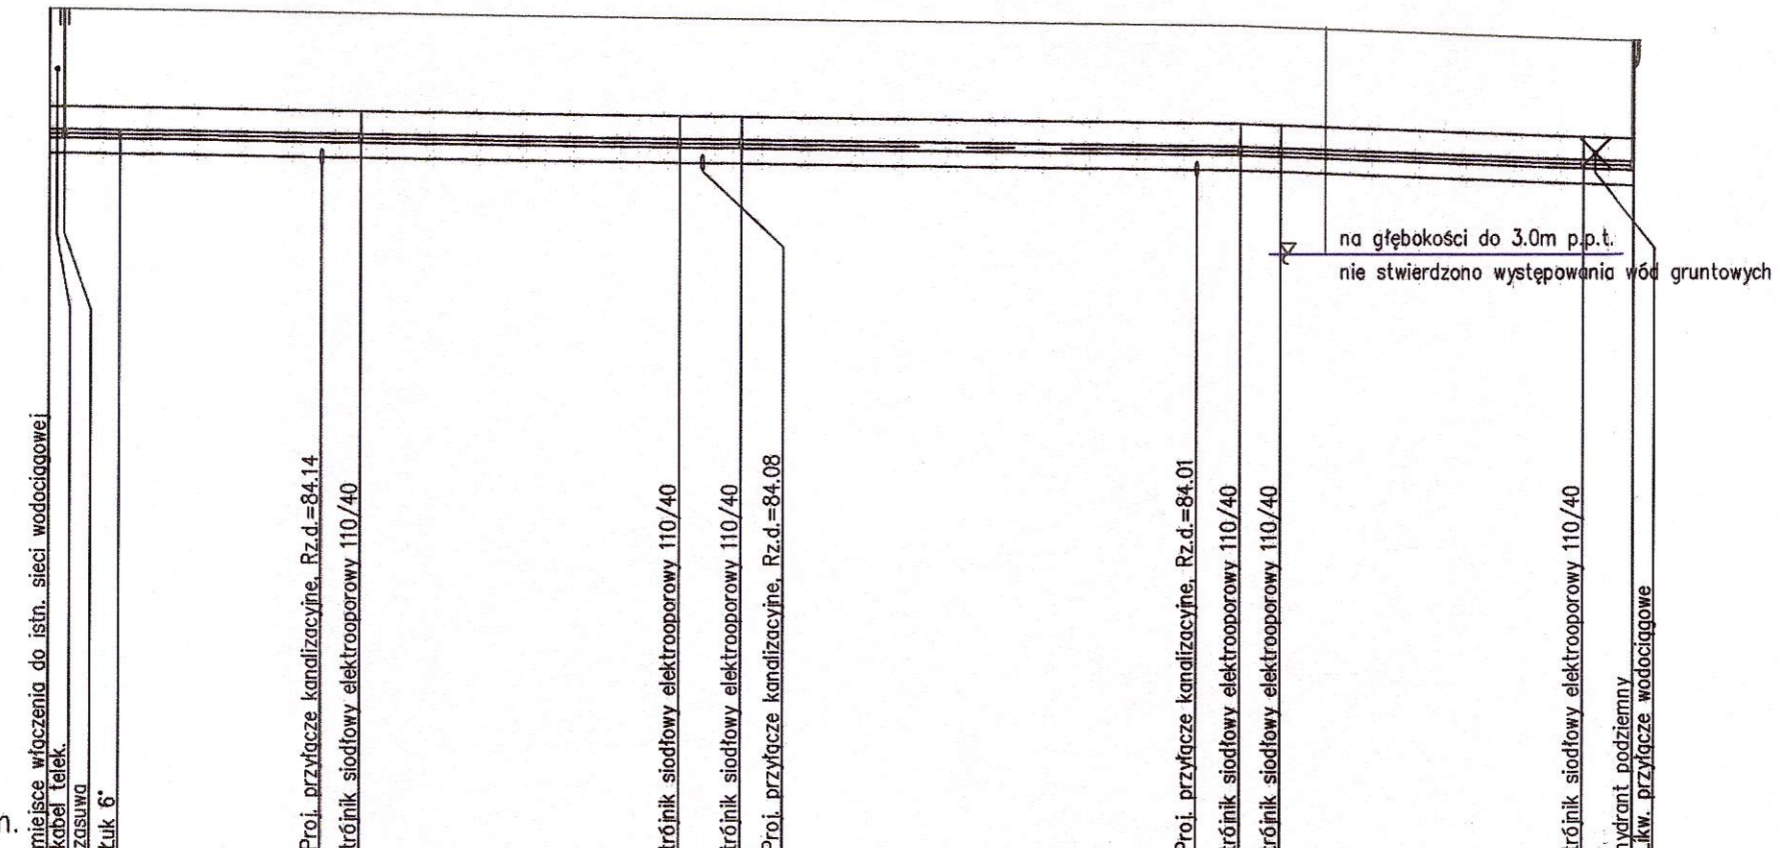 na głębokości do 3.0m p.p.t.
nie stwierdzono występowania wód gruntowych
miejsce włączenia do istn. sieci wodociągowej
kabel telek.
zasuwa
Łuk 6°
Proj. przyłącze kanalizacyjne, Rz.d.=84.14
trójnik siodłowy elektrooporowy 110/40
trójnik siodłowy elektrooporowy 110/40
trójnik siodłowy elektrooporowy 110/40
Proj. przyłącze kanalizacyjne, Rz.d.=84.08
Proj. przyłącze kanalizacyjne, Rz.d.=84.01
trójnik siodłowy elektrooporowy 110/40
trójnik siodłowy elektrooporowy 110/40
trójnik siodłowy elektrooporowy 110/40
hydrant podziemny
Likw. przyłącze wodociągowe